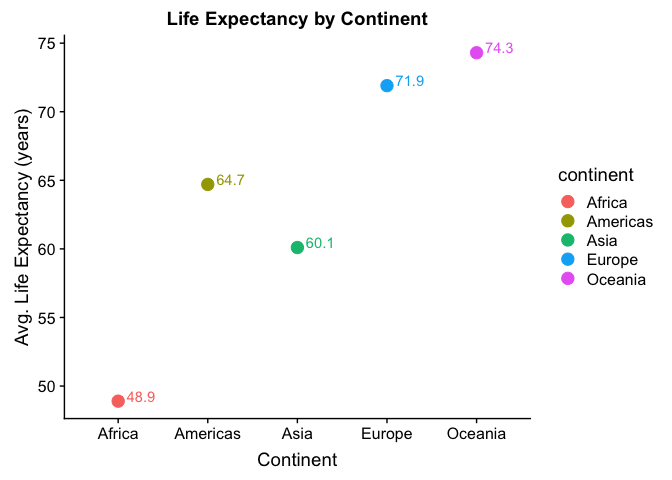 Life Expectancy by Continent
Avg. Life Expectancy (years)
75
70
65
60
55
50
74.3
71.9
64.7
60.1
48.9
Africa Americas Asia Europe Oceania
Continent
continent
Africa
Americas
Asia
Europe
Oceania